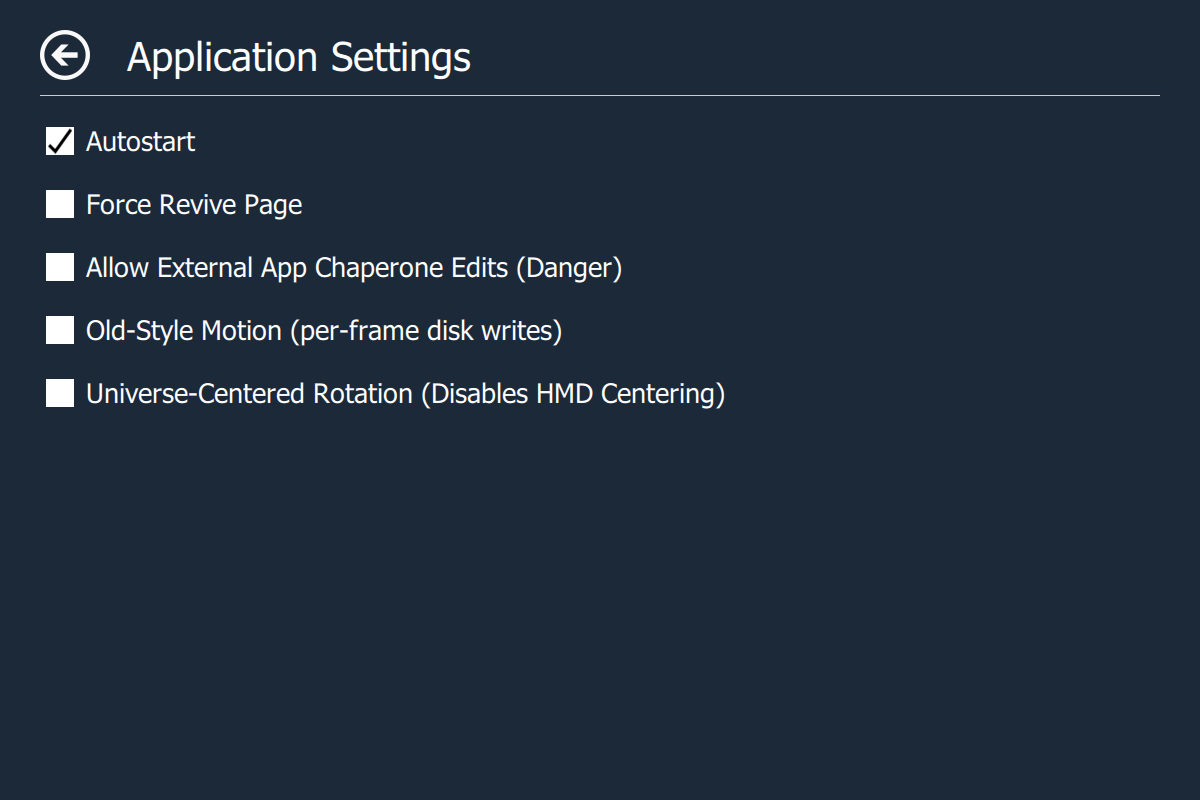 Application Settings
Autostart
Force Revive Page
Allow External App Chaperone Edits (Danger)
Old-Style Motion (per-frame disk writes)
Universe-Centered Rotation (Disables HMD Centering)